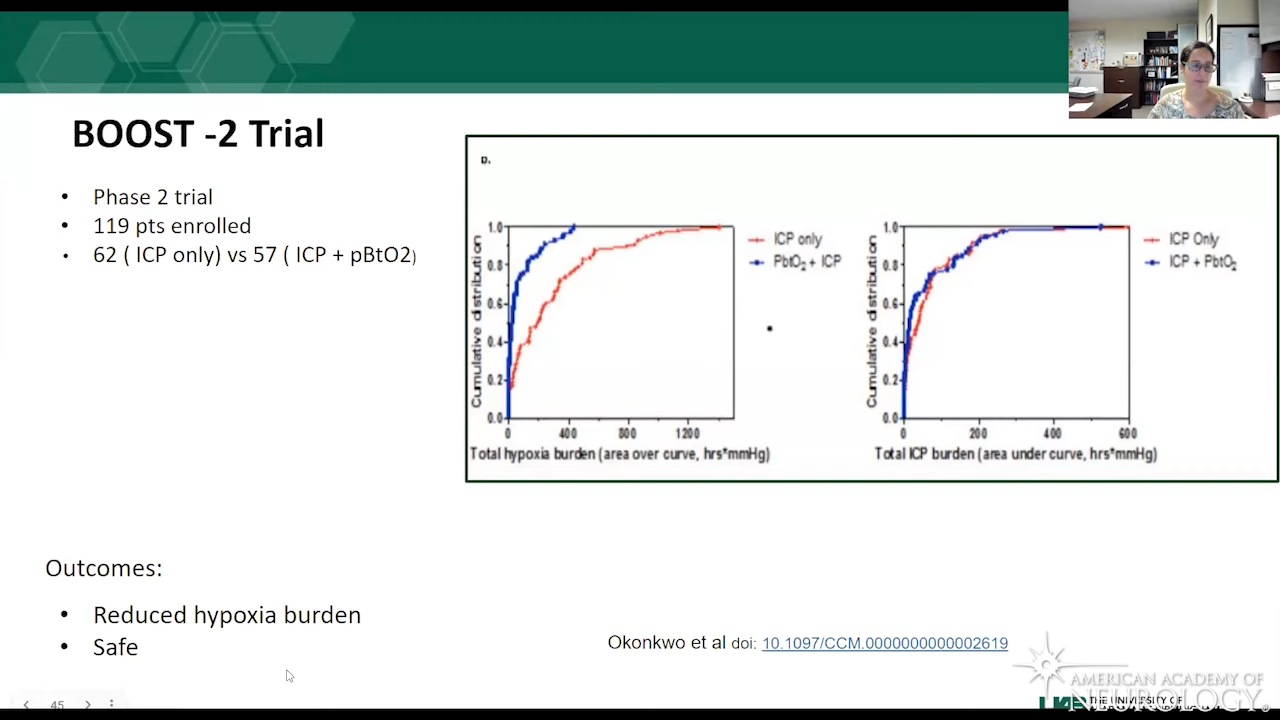 BOOST -2 Trial
• Phase 2 trial
• 119 pts enrolled
• 62 ( ICP only) vs 57 ( ICP + pBtO2)
D.
Cumulative distribution
1.0
0.8
0.6
0.4
0.2
0.0
0 400 800 1200
Total hypoxia burden (area over curve, hrs*mmHg)
ICP only
PbtO₂ + ICP
Cumulative distribution
1.0
0.8
0.6
0.4
0.2
0.0
0 200 400 600
Total ICP burden (area under curve, hrs*mmHg)
ICP Only
ICP + PbtO₂
Outcomes:
• Reduced hypoxia burden
• Safe
Okonkwo et al doi: 10.1097/CCM.0000000000002619
45
AMERICAN ACADEMY OF
NEUROLOGY®
THE UNIVERSITY OF